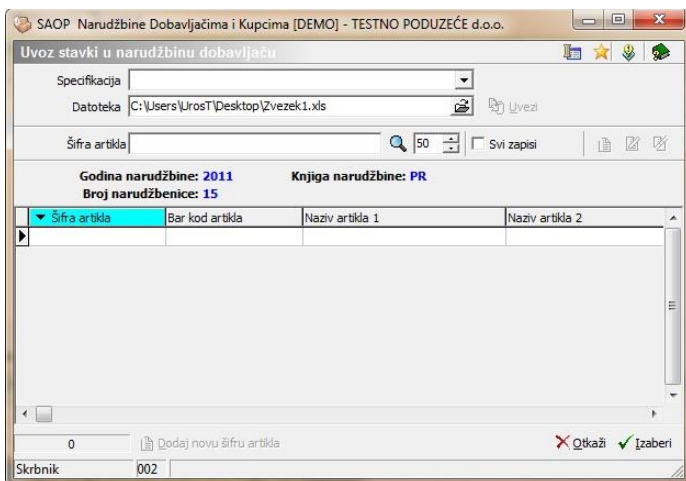 SAOP Narudžbine Dobavljačima i Kupcima [DEMO] - TESTNO PODUZEĆE d.o.o.
Uvoz stavki u narudžbinu dobavljaču
Specifikacija
Datoteka C:\Users\UrosT\Desktop\Zvezek1.xls Uvezi
Šifra artikla 50 Svi zapisi
Godina narudžbine: 2011 Knjiga narudžbine: PR
Broj narudžbenice: 15
Šifra artikla Bar kod artikla Naziv artikla 1 Naziv artikla 2
0 Dodaj novu šifru artikla Otkaži Izaberi
Skrbnik 002